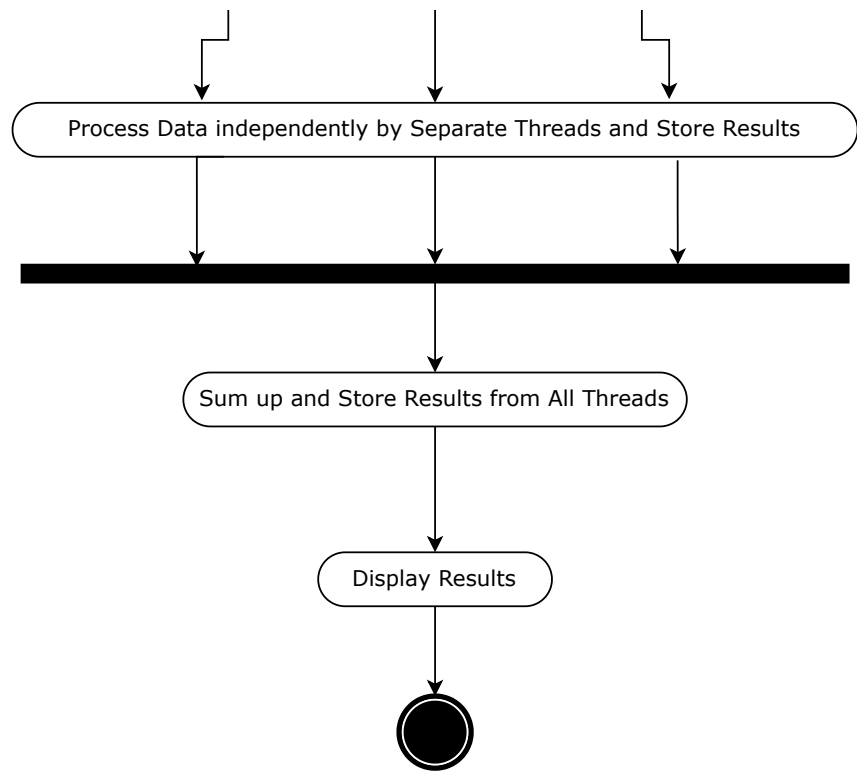 Process Data independently by Separate Threads and Store Results
Sum up and Store Results from All Threads
Display Results